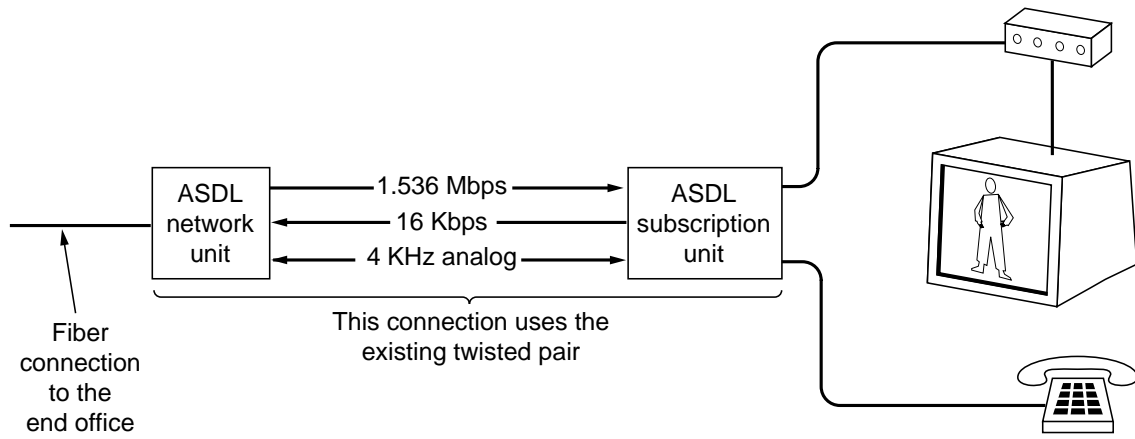 ASDL
network
unit
1.536 Mbps
16 Kbps
4 KHz analog
ASDL
subscription
unit
This connection uses the
existing twisted pair
Fiber
connection
to the
end office